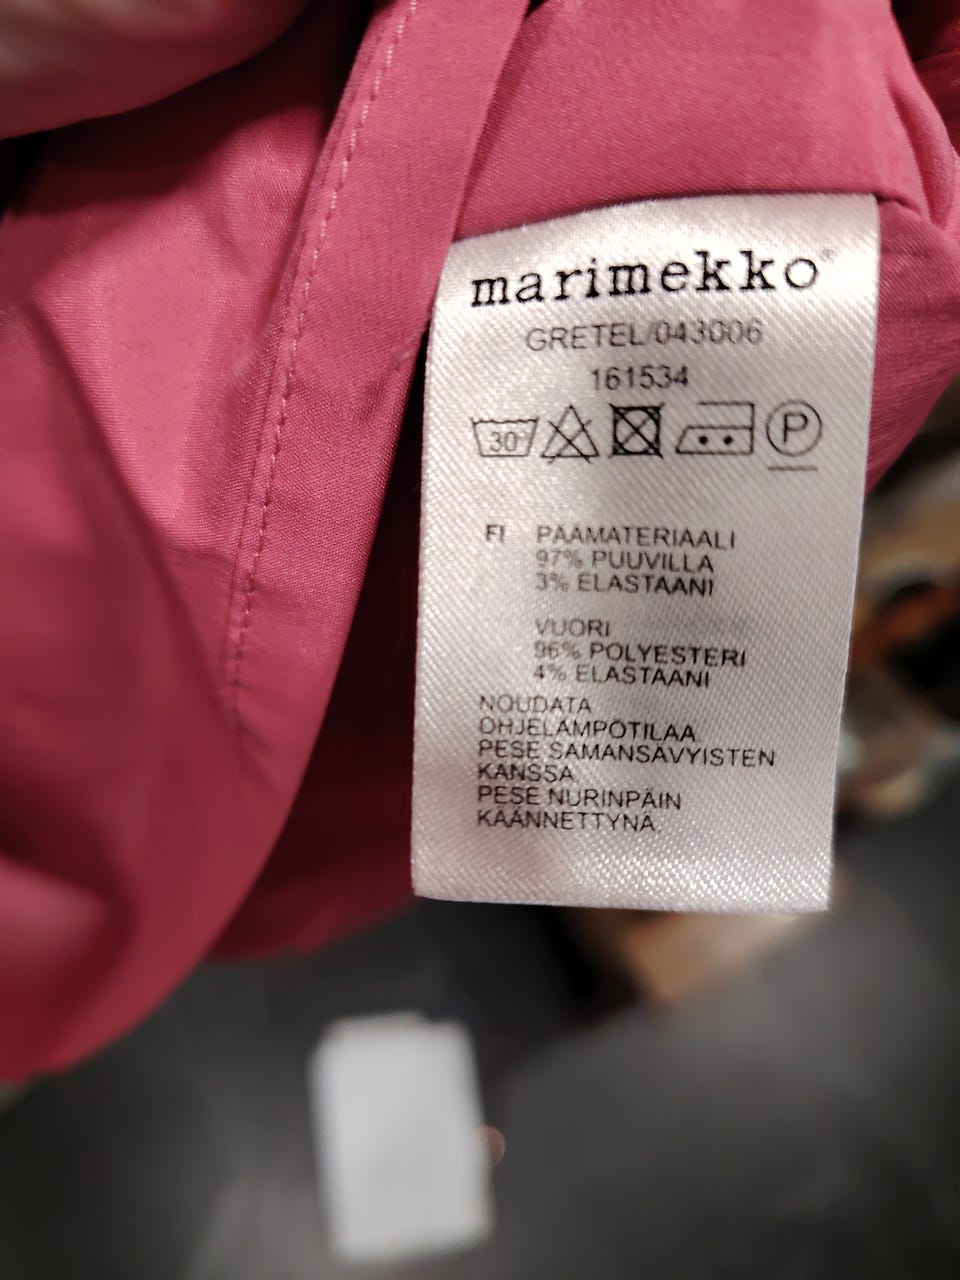 marimekko®
GRETEL/043006
161534
30° P
FI PÄÄMATERIAALI
97% PUUVILLA
3% ELASTAANI
VUORI
96% POLYESTERI
4% ELASTAANI
NOUDATA
OHJELÄMPÖTILAA.
PESE SAMANSÄVYISTEN
KANSSA.
PESE NURINPÄIN
KÄÄNNETTYNÄ.